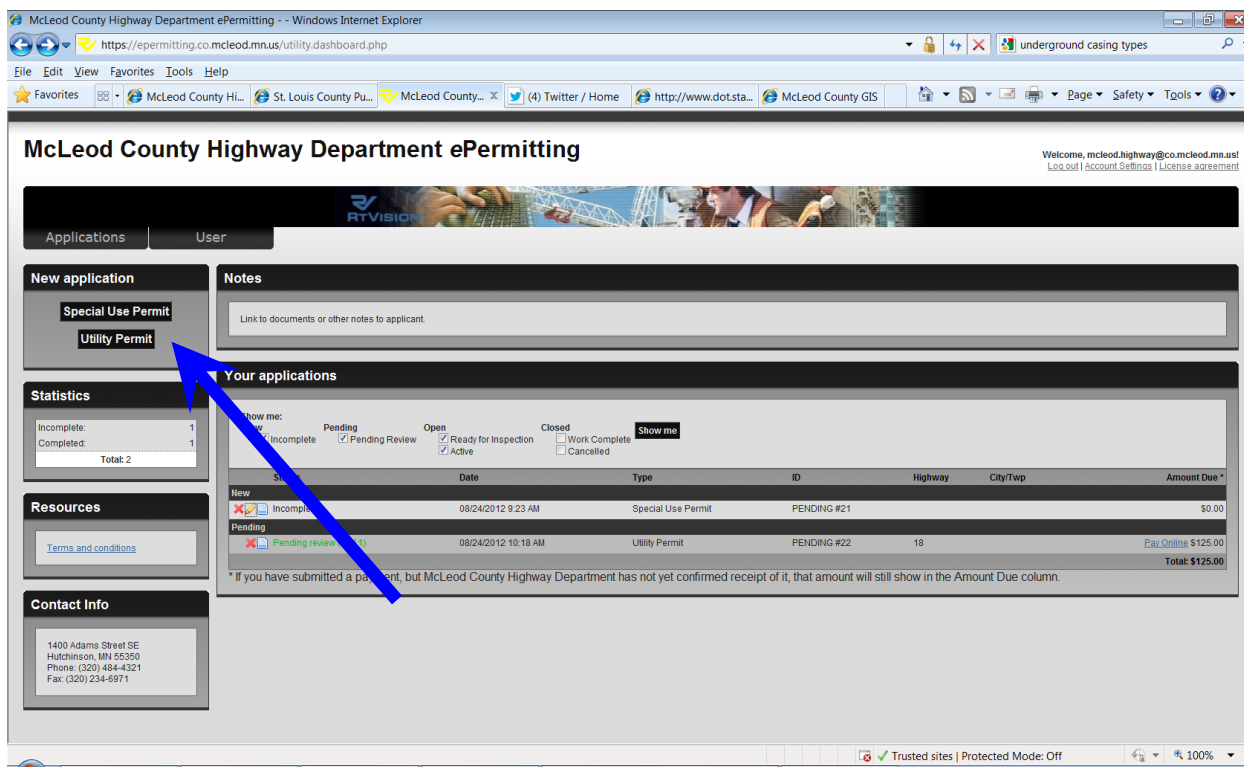 McLeod County Highway Department ePermitting - - Windows Internet Explorer
https://epermitting.co.mcleod.mn.us/utility.dashboard.php
underground casing types
File Edit View Favorites Tools Help
Favorites McLeod County Hi... St. Louis County Pu... McLeod County... X (4) Twitter / Home http://www.dot.sta... McLeod County GIS Page Safety Tools
McLeod County Highway Department ePermitting
Welcome, mcleod.highway@co.mcleod.mn.us!
Log out | Account Settings | License agreement
RTVISION
Applications User
New application
Special Use Permit
Utility Permit
Notes
Link to documents or other notes to applicant.
Statistics
Incomplete: 1
Completed: 1
Total: 2
Resources
Terms and conditions
Contact Info
1400 Adams Street SE
Hutchinson, MN 55350
Phone: (320) 484-4321
Fax: (320) 234-6971
Your applications
Show me:
Pending Open Closed
Incomplete Pending Review Ready for Inspection Work Complete Show me
Active Cancelled
Date Type ID Highway City/Twp Amount Due *
New
08/24/2012 9:23 AM Special Use Permit PENDING #21 $0.00
Pending
Pending review 08/24/2012 10:18 AM Utility Permit PENDING #22 18 Pay Online $125.00
Total: $125.00
* If you have submitted a payment, but McLeod County Highway Department has not yet confirmed receipt of it, that amount will still show in the Amount Due column.
Trusted sites | Protected Mode: Off 100%